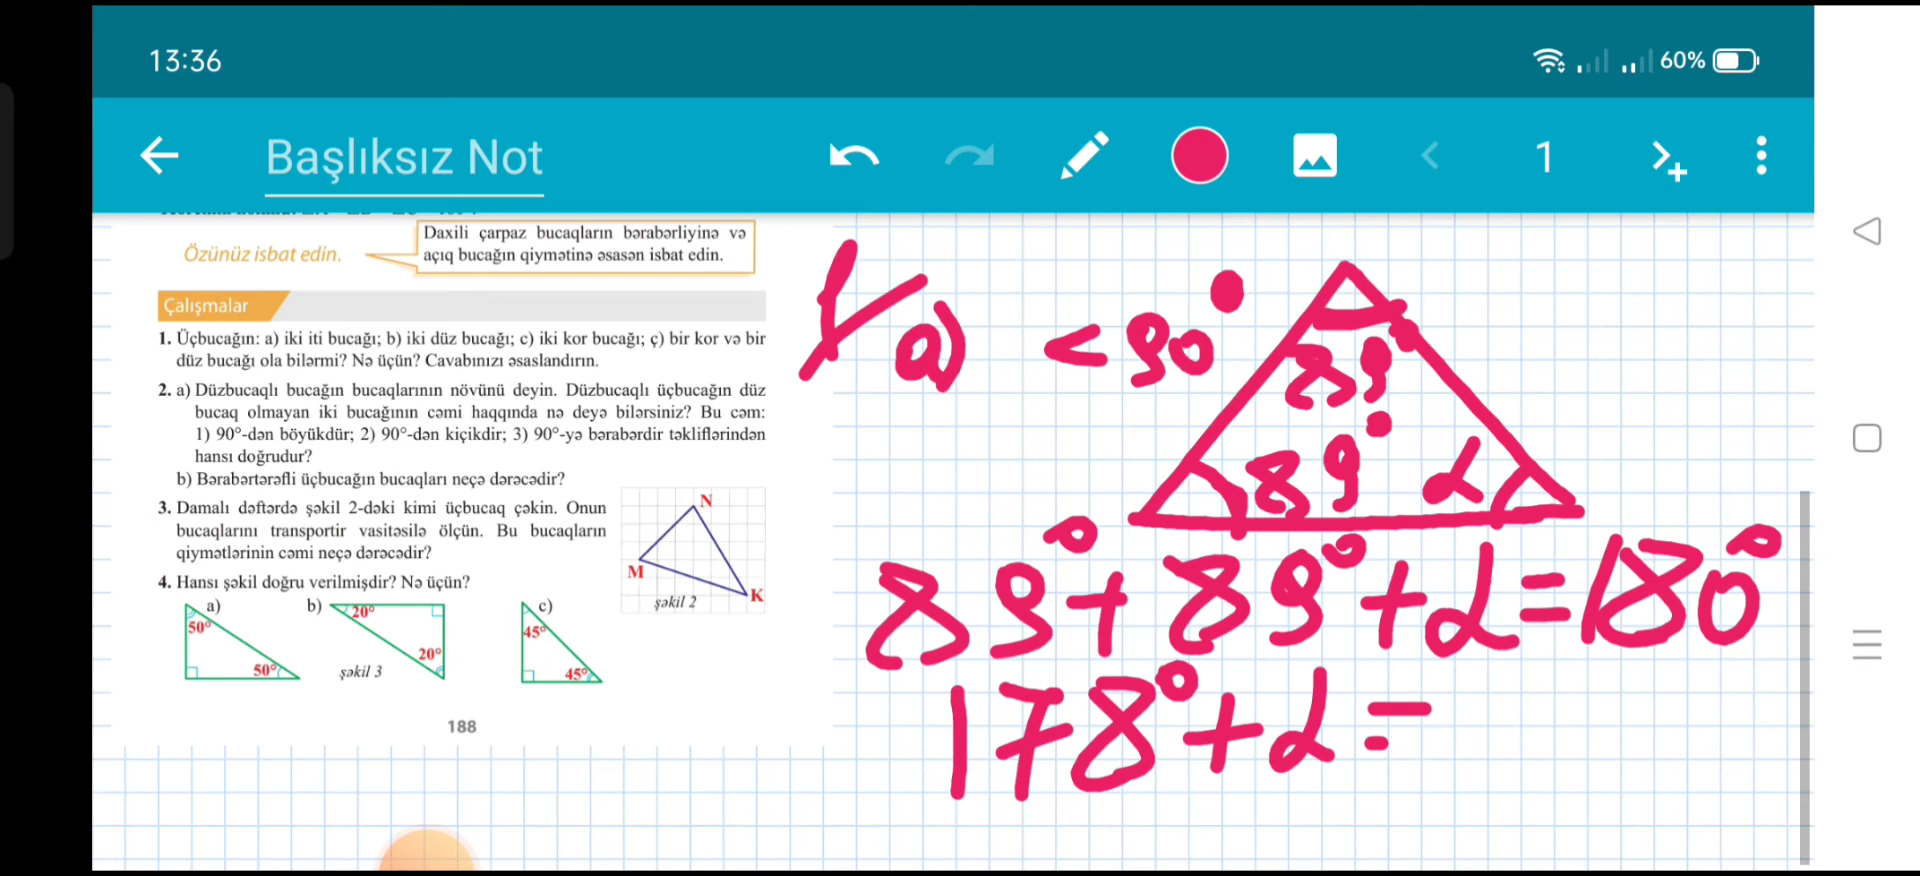 13:36
60%
Başlıksız Not
1
Özünüz isbat edin.
Daxili çarpaz bucaqların bərabərliyinə və
açıq bucağın qiymətinə əsasən isbat edin.
Çalışmalar
1. Üçbucağın: a) iki iti bucağı; b) iki düz bucağı; c) iki kor bucağı; ç) bir kor və bir
düz bucağı ola bilərmi? Nə üçün? Cavabınızı əsaslandırın.
2. a) Düzbucaqlı bucağın bucaqlarının növünü deyin. Düzbucaqlı üçbucağın düz
bucaq olmayan iki bucağının cəmi haqqında nə deyə bilərsiniz? Bu cəm:
1) 90°-dən böyükdür; 2) 90°-dən kiçikdir; 3) 90°-yə bərabərdir təkliflərindən
hansı doğrudur?
b) Bərabərtərəfli üçbucağın bucaqları neçə dərəcədir?
3. Damalı dəftərdə şəkil 2-dəki kimi üçbucaq çəkin. Onun
bucaqlarını transportir vasitəsilə ölçün. Bu bucaqların
qiymətlərinin cəmi neçə dərəcədir?
N
M
K
şəkil 2
4. Hansı şəkil doğru verilmişdir? Nə üçün?
a)
50°
50°
b)
20°
20°
şəkil 3
c)
45°
45°
188
a) <90°
89°
89°
α
89°+89°+α=180°
178°+α=